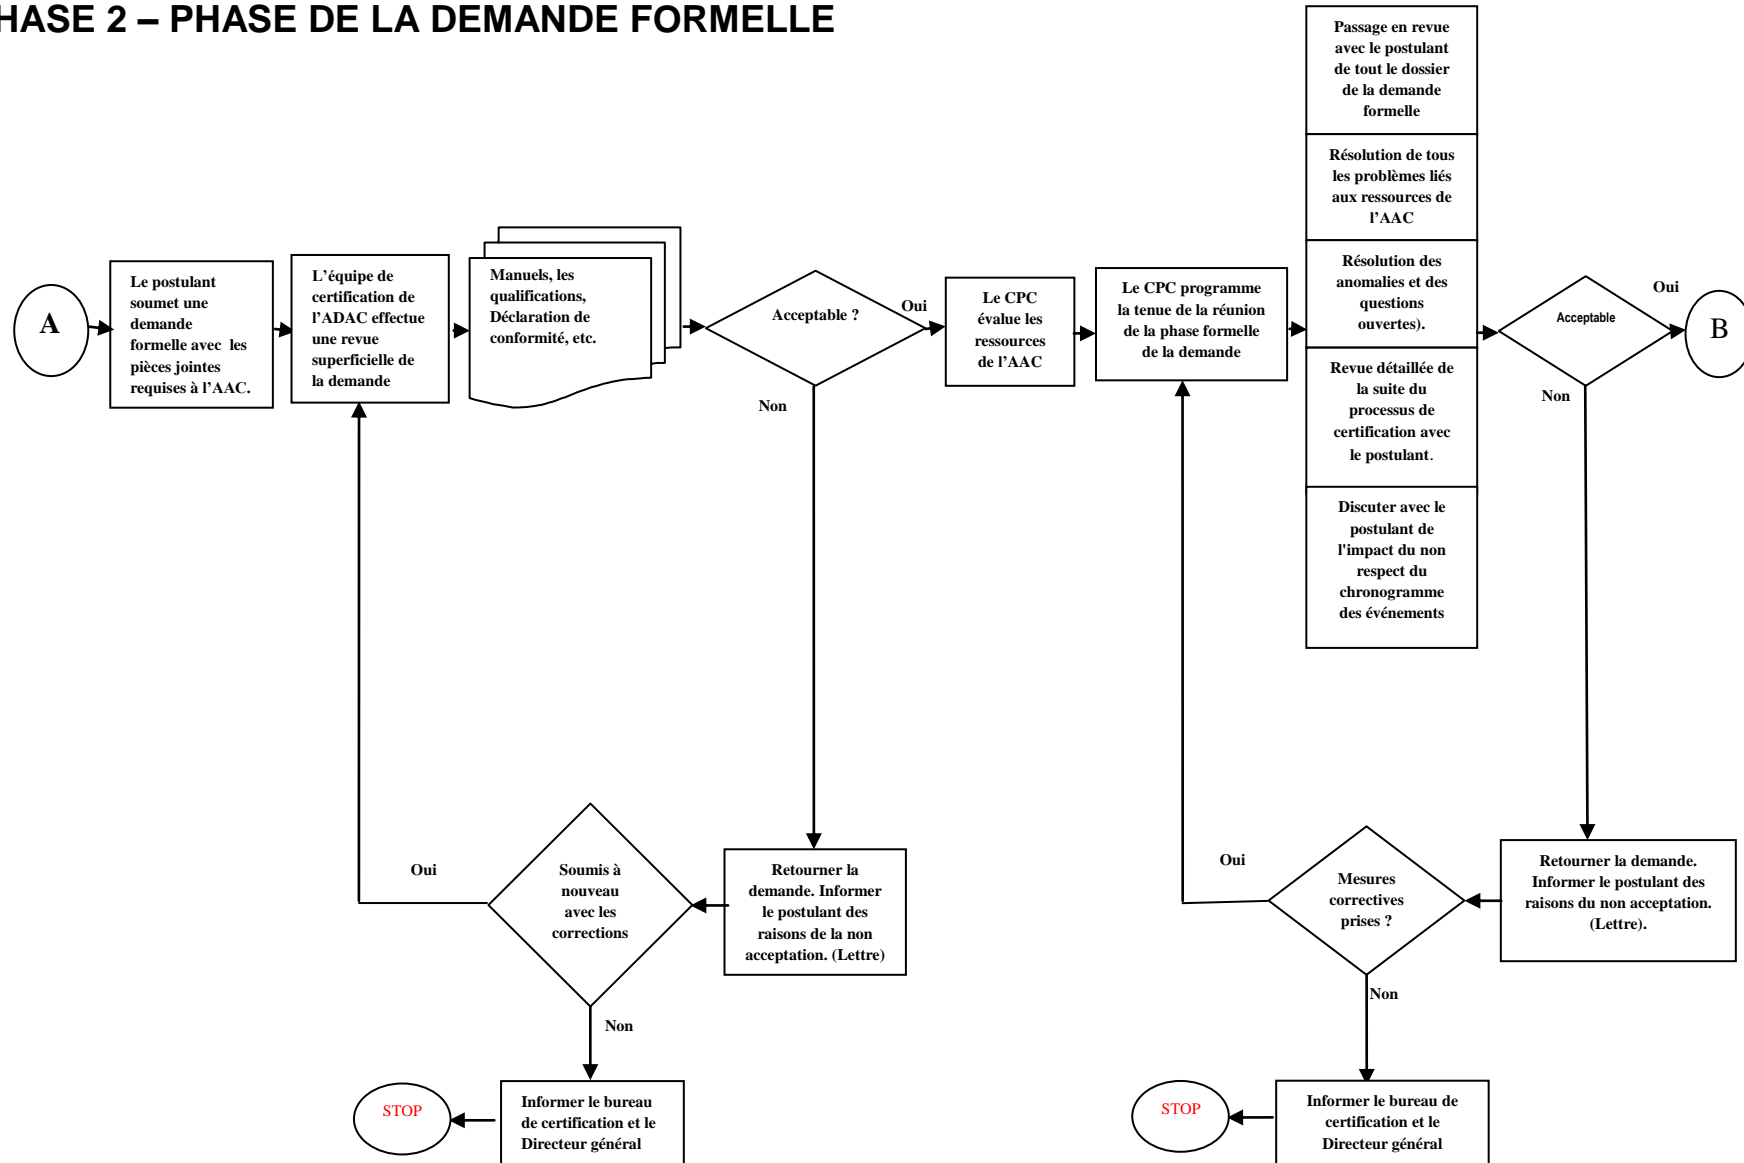 HASE 2 – PHASE DE LA DEMANDE FORMELLE
A
Le postulant
soumet une
demande
formelle avec les
pièces jointes
requises à l'AAC.
L'équipe de
certification de
l'ADAC effectue
une revue
superficielle de
la demande
Manuels, les
qualifications,
Déclaration de
conformité, etc.
Acceptable ?
Oui
Non
Le CPC
évalue les
ressources
de l'AAC
Le CPC programme
la tenue de la réunion
de la phase formelle
de la demande
Passage en revue
avec le postulant
de tout le dossier
de la demande
formelle
Résolution de tous
les problèmes liés
aux ressources de
l'AAC
Résolution des
anomalies et des
questions
ouvertes).
Revue détaillée de
la suite du
processus de
certification avec
le postulant.
Discuter avec le
postulant de
l'impact du non
respect du
chronogramme
des événements
Acceptable
Oui
Non
B
Oui
Soumis à
nouveau
avec les
corrections
Non
Retourner la
demande. Informer
le postulant des
raisons de la non
acceptation. (Lettre)
STOP
Informer le bureau
de certification et le
Directeur général
Oui
Mesures
correctives
prises ?
Non
Retourner la demande.
Informer le postulant des
raisons du non acceptation.
(Lettre).
STOP
Informer le bureau de
certification et le
Directeur général